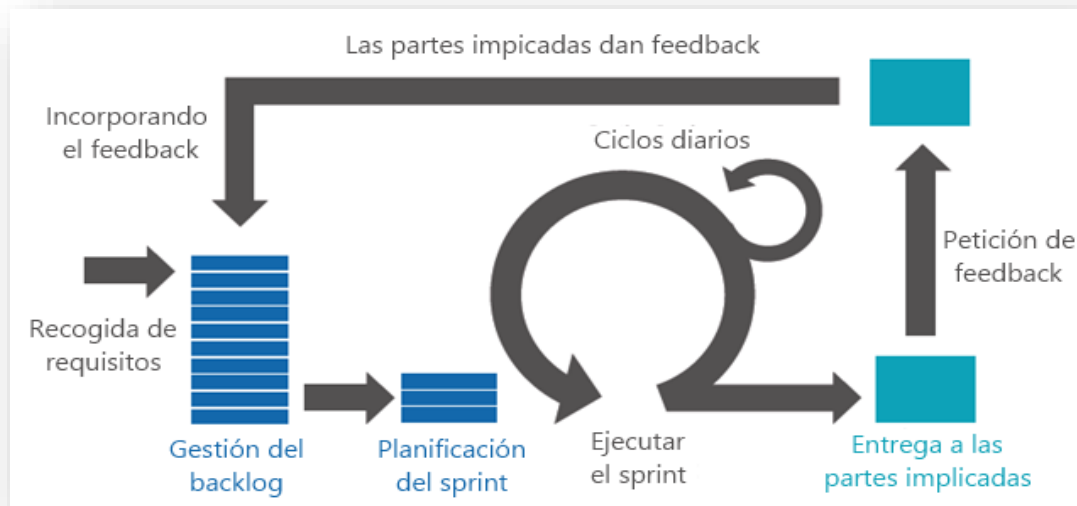 Las partes impicadas dan feedback
Incorporando
el feedback
Ciclos diarios
Petición de
feedback
Recogida de
requisitos
Gestión del
backlog
Planificación
del sprint
Ejecutar
el sprint
Entrega a las
partes implicadas